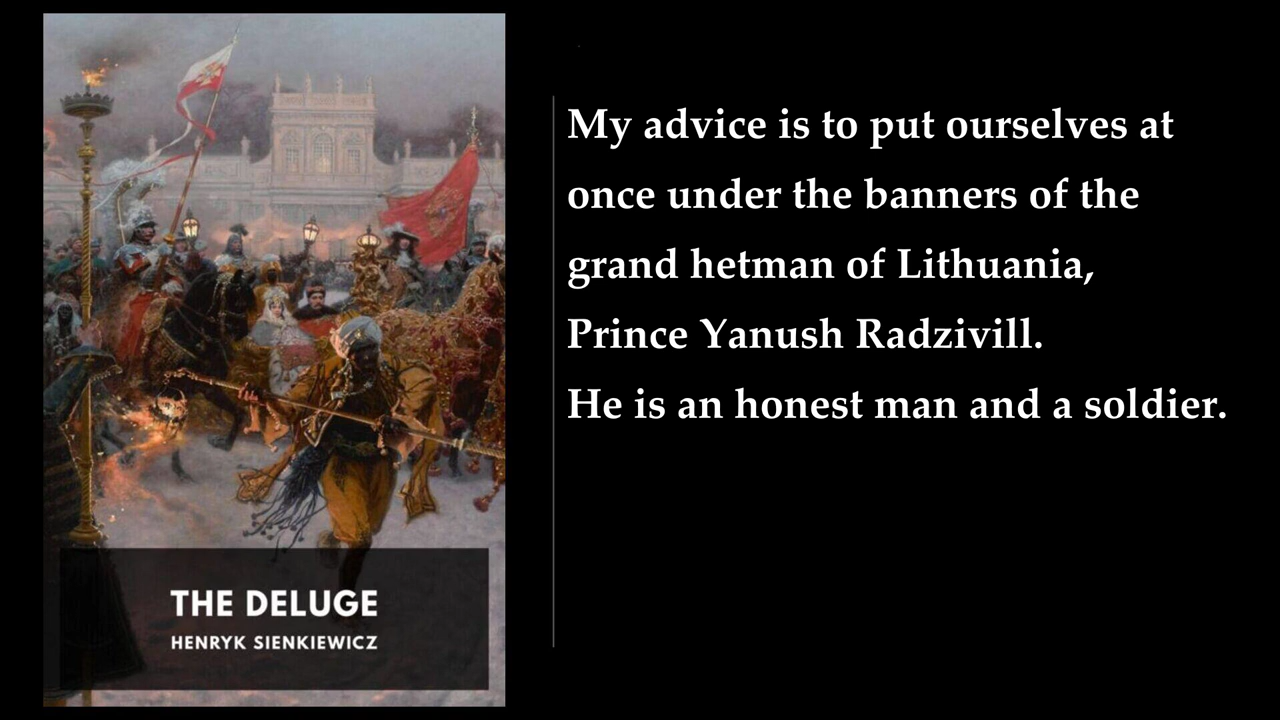 THE DELUGE
HENRYK SIENKIEWICZ
My advice is to put ourselves at
once under the banners of the
grand hetman of Lithuania,
Prince Yanush Radzivill.
He is an honest man and a soldier.